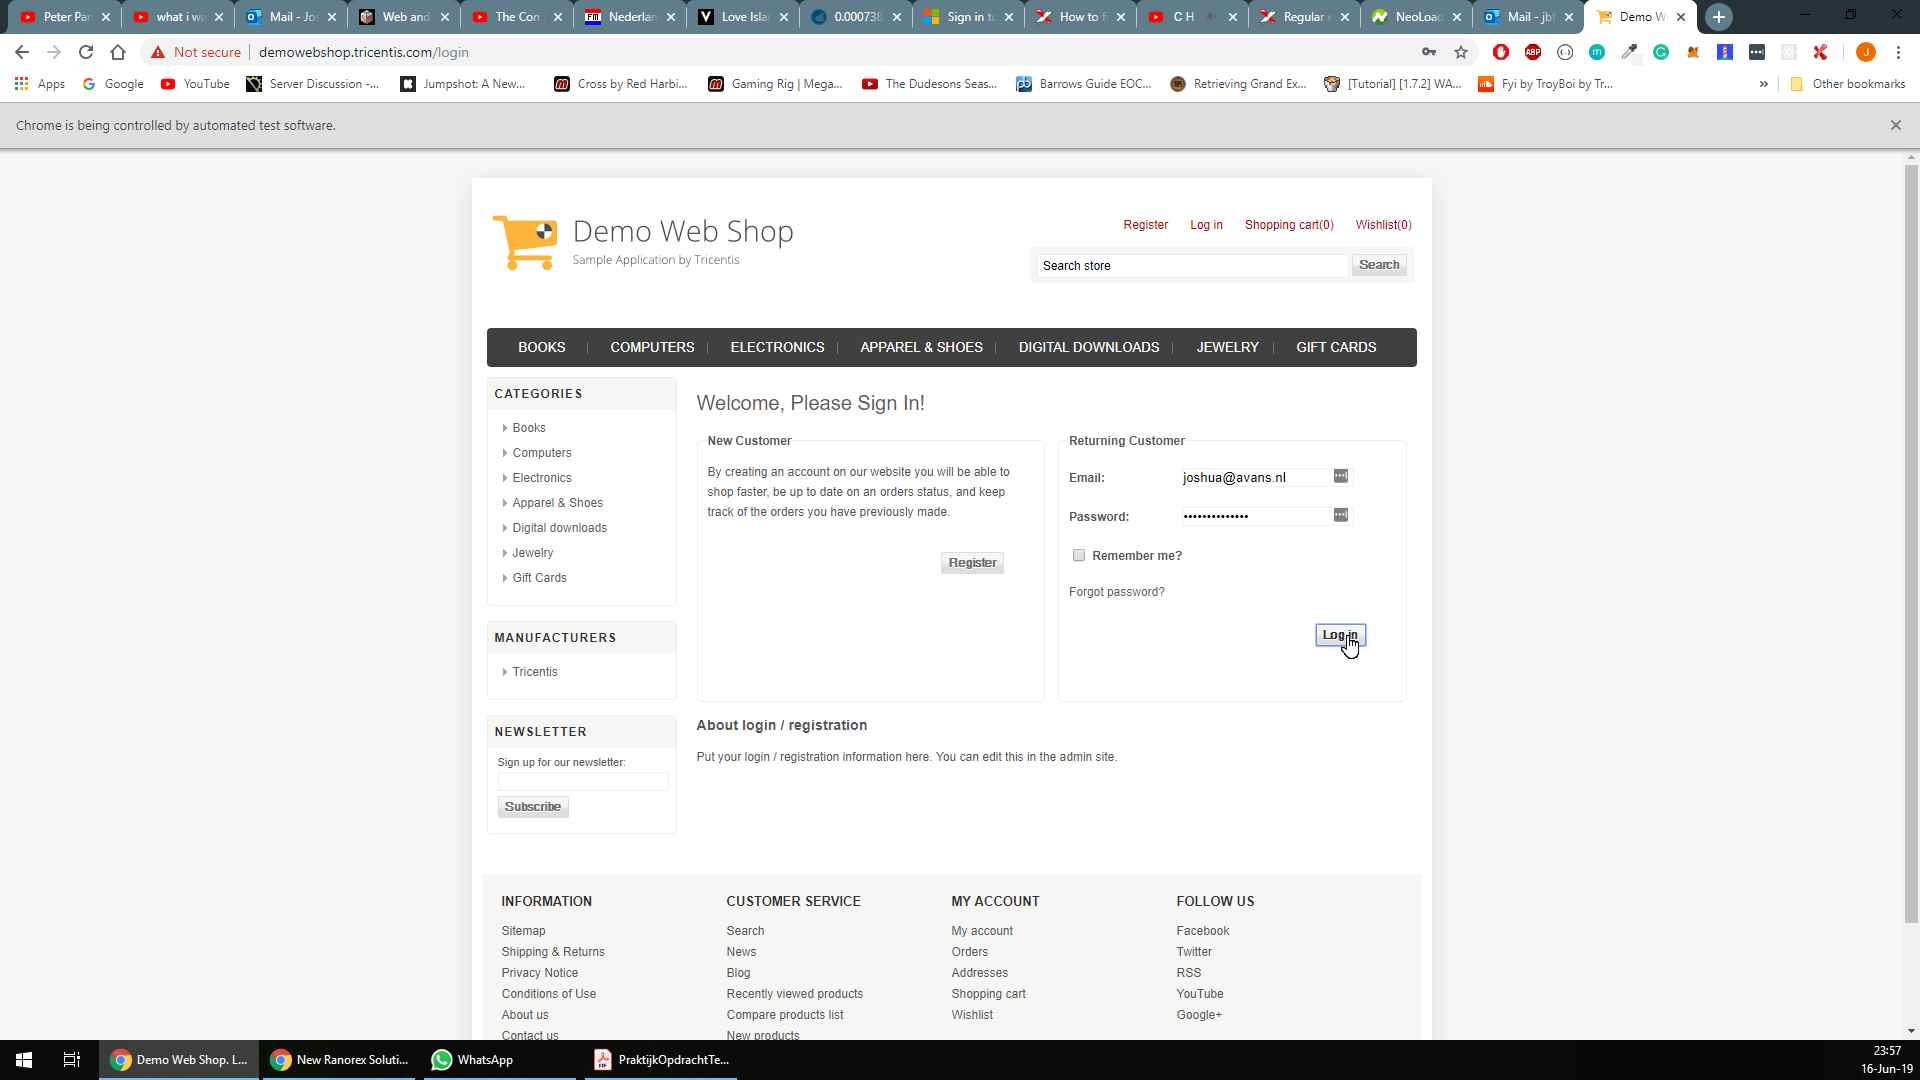 Peter Pan
what i w
Mail - Jo
Web and
The Con
Nederlan
Love Isla
0.000738
Sign in t
How to f
C H
Regular
NeoLoad
Mail - jb
Demo W
Not secure
demowebshop.tricentis.com/login
Apps
Google
YouTube
Server Discussion -...
Jumpshot: A New...
Cross by Red Harbi...
Gaming Rig | Mega...
The Dudesons Seas...
Barrows Guide EOC...
Retrieving Grand Ex...
[Tutorial] [1.7.2] WA...
Fyi by TroyBoi by Tr...
»
Other bookmarks
Chrome is being controlled by automated test software.
Demo Web Shop
Sample Application by Tricentis
Register
Log in
Shopping cart(0)
Wishlist(0)
Search store
Search
BOOKS
COMPUTERS
ELECTRONICS
APPAREL & SHOES
DIGITAL DOWNLOADS
JEWELRY
GIFT CARDS
CATEGORIES
Books
Computers
Electronics
Apparel & Shoes
Digital downloads
Jewelry
Gift Cards
MANUFACTURERS
Tricentis
NEWSLETTER
Sign up for our newsletter:
Subscribe
Welcome, Please Sign In!
New Customer
By creating an account on our website you will be able to
shop faster, be up to date on an orders status, and keep
track of the orders you have previously made.
Register
Returning Customer
Email:
joshua@avans.nl
Password:
••••••••••••••
Remember me?
Forgot password?
Log in
About login / registration
Put your login / registration information here. You can edit this in the admin site.
INFORMATION
Sitemap
Shipping & Returns
Privacy Notice
Conditions of Use
About us
Contact us
CUSTOMER SERVICE
Search
News
Blog
Recently viewed products
Compare products list
New products
MY ACCOUNT
My account
Orders
Addresses
Shopping cart
Wishlist
FOLLOW US
Facebook
Twitter
RSS
YouTube
Google+
Demo Web Shop. L...
New Ranorex Soluti...
WhatsApp
PraktijkOpdrachtTe...
23:57
16-Jun-19